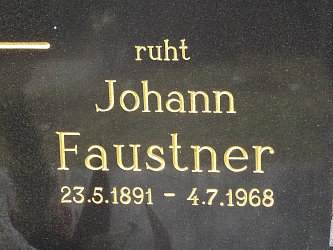 ruht
Johann
Faustner
23.5.1891 - 4.7.1968